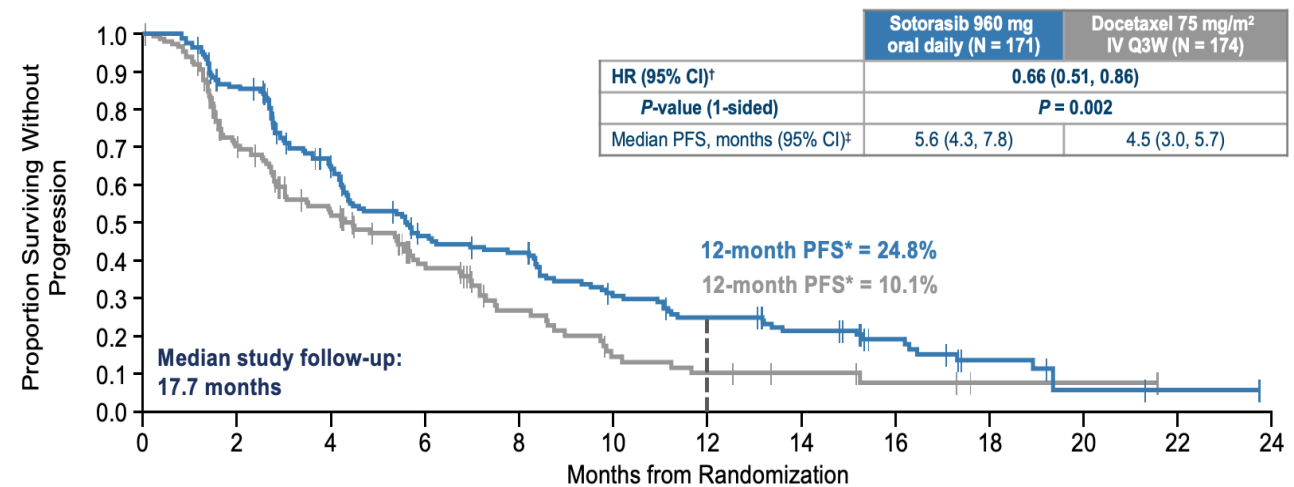 Sotorasib 960 mg
oral daily (N = 171)
Docetaxel 75 mg/m²
IV Q3W (N = 174)
HR (95% CI)†
0.66 (0.51, 0.86)
P-value (1-sided)
P = 0.002
Median PFS, months (95% CI)‡
5.6 (4.3, 7.8)
4.5 (3.0, 5.7)
Proportion Surviving Without
Progression
1.0
0.9
0.8
0.7
0.6
0.5
0.4
0.3
0.2
0.1
0.0
12-month PFS* = 24.8%
12-month PFS* = 10.1%
Median study follow-up:
17.7 months
0 2 4 6 8 10 12 14 16 18 20 22 24
Months from Randomization